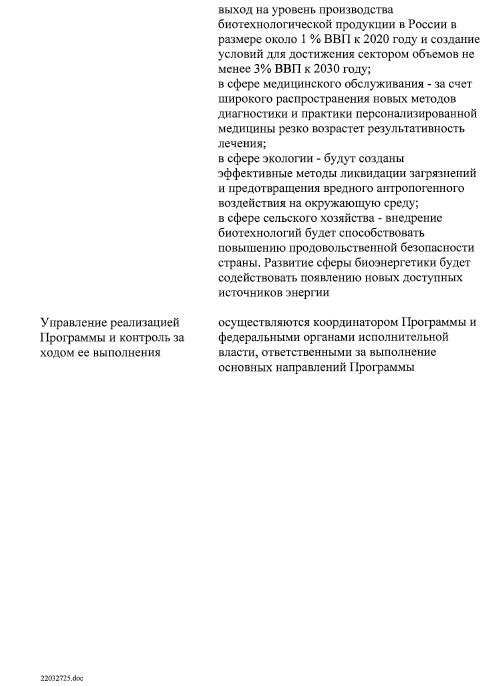 выход на уровень производства
биотехнологической продукции в России в
размере около 1 % ВВП к 2020 году и создание
условий для достижения сектором объемов не
менее 3% ВВП к 2030 году;
в сфере медицинского обслуживания - за счет
широкого распространения новых методов
диагностики и практики персонализированной
медицины резко возрастет результативность
лечения;
в сфере экологии - будут созданы
эффективные методы ликвидации загрязнений
и предотвращения вредного антропогенного
воздействия на окружающую среду;
в сфере сельского хозяйства - внедрение
биотехнологий будет способствовать
повышению продовольственной безопасности
страны. Развитие сферы биоэнергетики будет
содействовать появлению новых доступных
источников энергии
Управление реализацией
Программы и контроль за
ходом ее выполнения
осуществляются координатором Программы и
федеральными органами исполнительной
власти, ответственными за выполнение
основных направлений Программы
22032725.doc